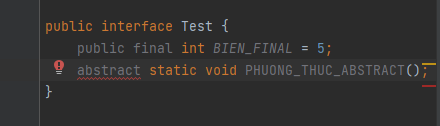 public interface Test {
public final int BIEN_FINAL = 5;
abstract static void PHUONG_THUC_ABSTRACT();
}